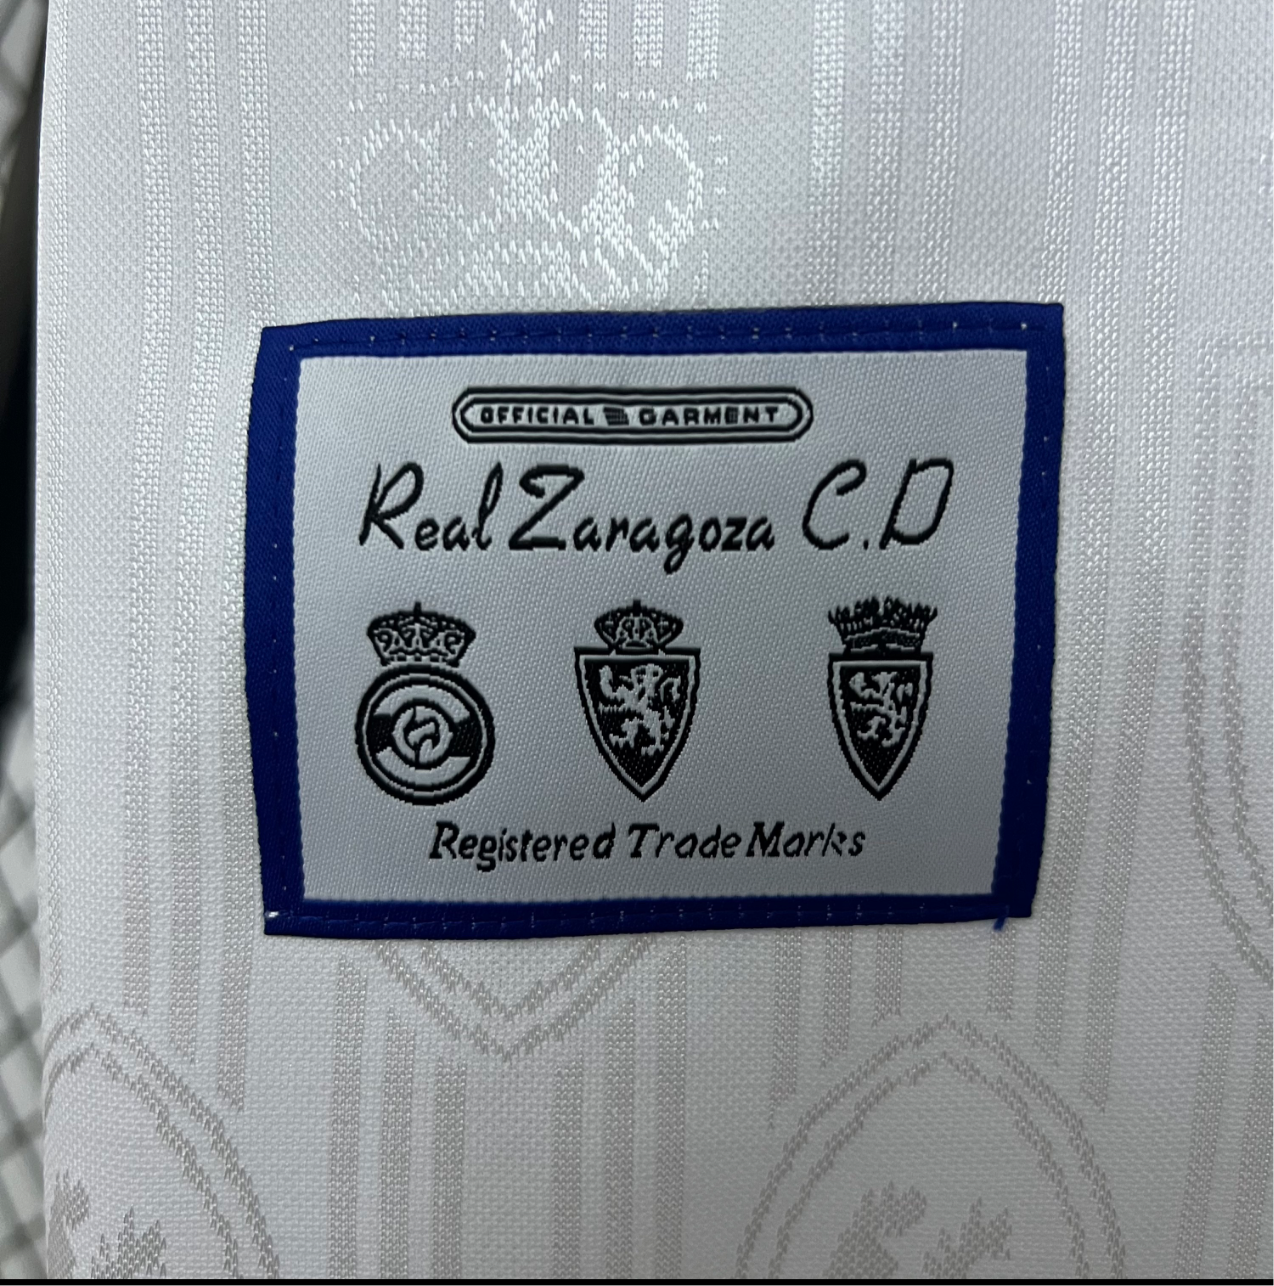 OFFICIAL GARMENT
Real Zaragoza C.D
Registered Trade Marks